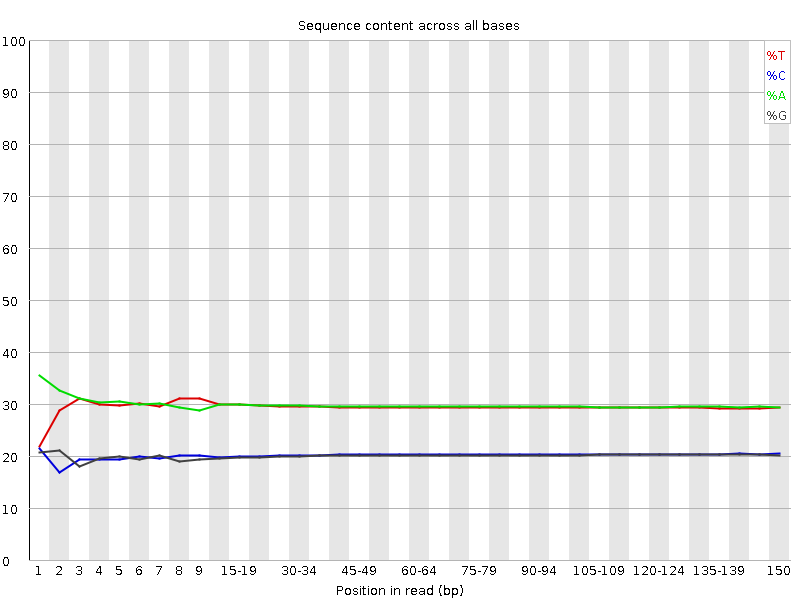 Sequence content across all bases
100
%T
%C
90
%A
%G
80
70
60
50
40
30
20
10
0
1 2 3 4 5 6 7 8 9 15-19 30-34 45-49 60-64 75-79 90-94 105-109 120-124 135-139 150
Position in read (bp)